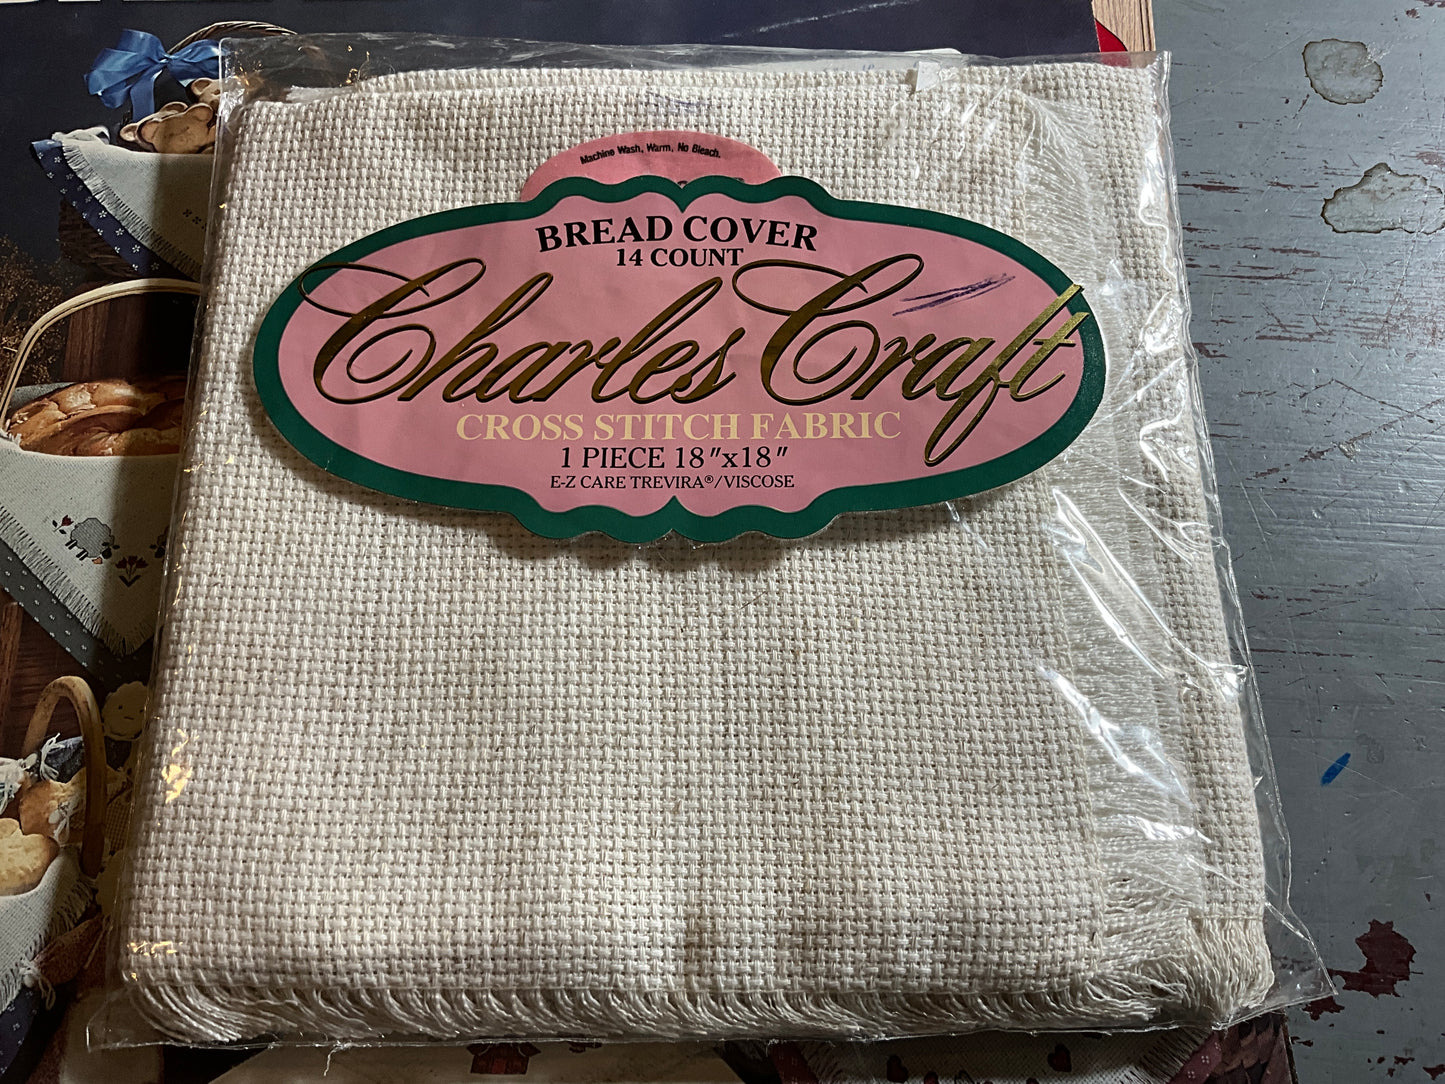 Machine Wash, Warm, No Bleach.
BREAD COVER
14 COUNT
Charles Craft
CROSS STITCH FABRIC
1 PIECE 18"x18"
E-Z CARE TREVIRA®/VISCOSE